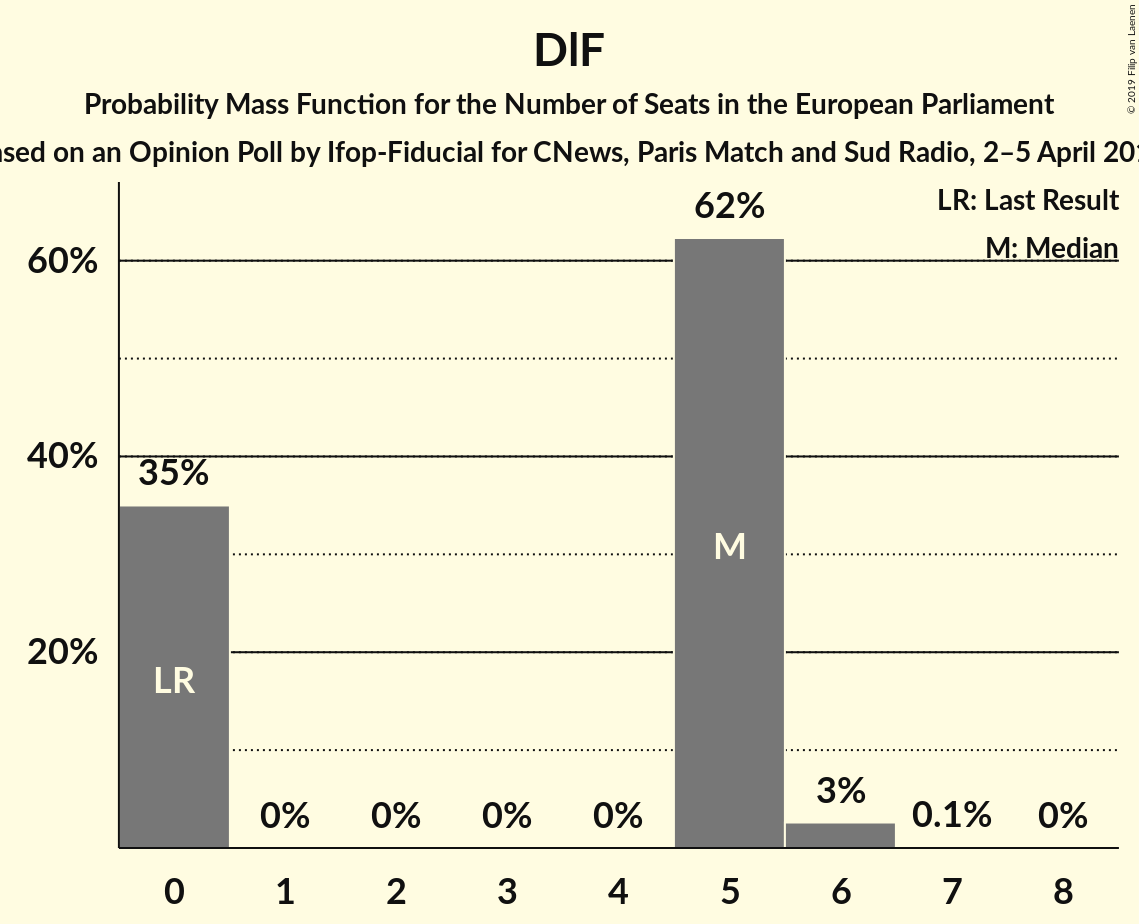 DlF
Probability Mass Function for the Number of Seats in the European Parliament
on an Opinion Poll by Ifop-Fiducial for CNews, Paris Match and Sud Radio, 2–5 April
LR: Last Result
M: Median
62%
60%
40%
35%
M
20%
LR
3%
0% 0% 0% 0% 0.1% 0%
0 1 2 3 4 5 6 7 8
© 2019 Filip van Laenen